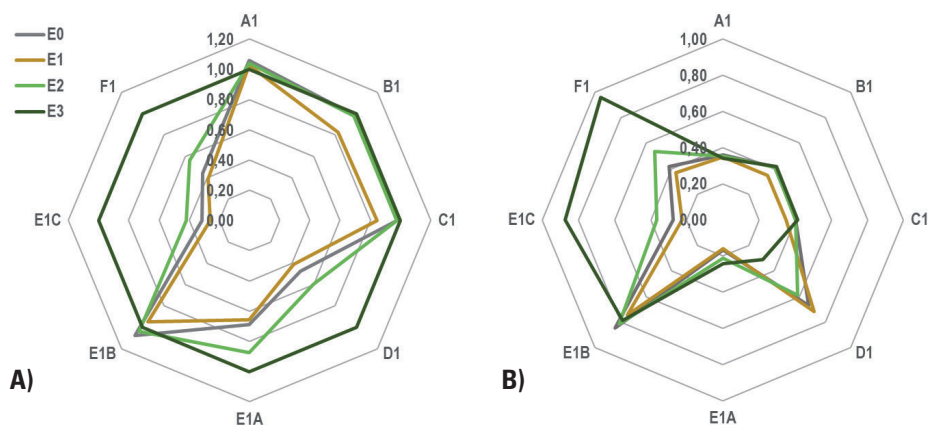 E0
E1
E2
E3
A1
B1
C1
D1
E1A
E1B
E1C
F1
1,20
1,00
0,80
0,60
0,40
0,20
0,00
A)
A1
B1
C1
D1
E1A
E1B
E1C
F1
1,00
0,80
0,60
0,40
0,20
0,00
B)